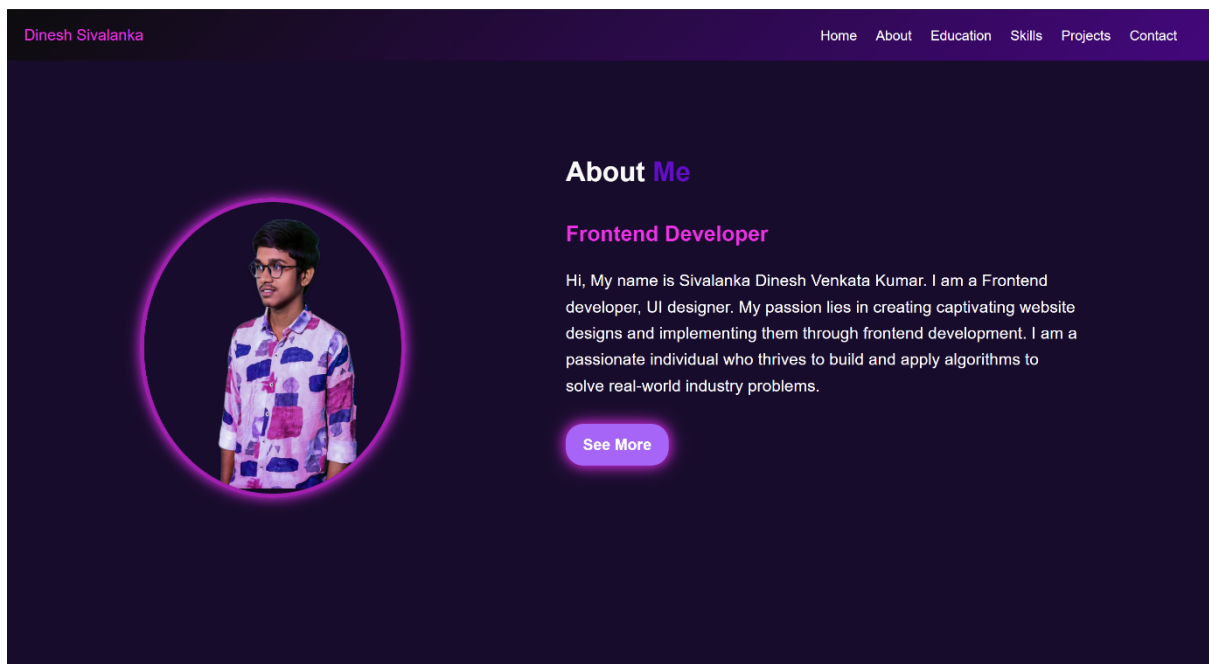 Dinesh Sivalanka
Home About Education Skills Projects Contact
About Me
Frontend Developer
Hi, My name is Sivalanka Dinesh Venkata Kumar. I am a Frontend
developer, UI designer. My passion lies in creating captivating website
designs and implementing them through frontend development. I am a
passionate individual who thrives to build and apply algorithms to
solve real-world industry problems.
See More